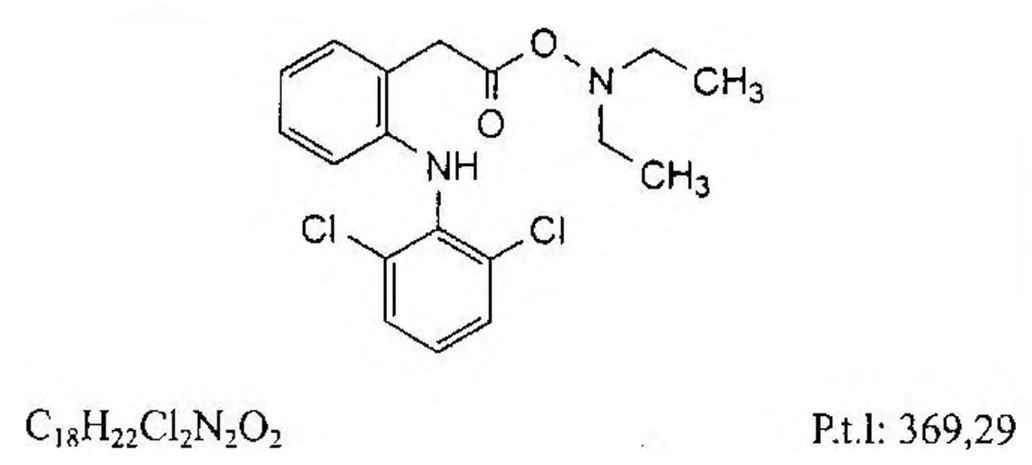 O
N
CH₃
O
CH₃
NH
Cl
Cl
C₁₈H₂₂Cl₂N₂O₂ P.t.l: 369,29